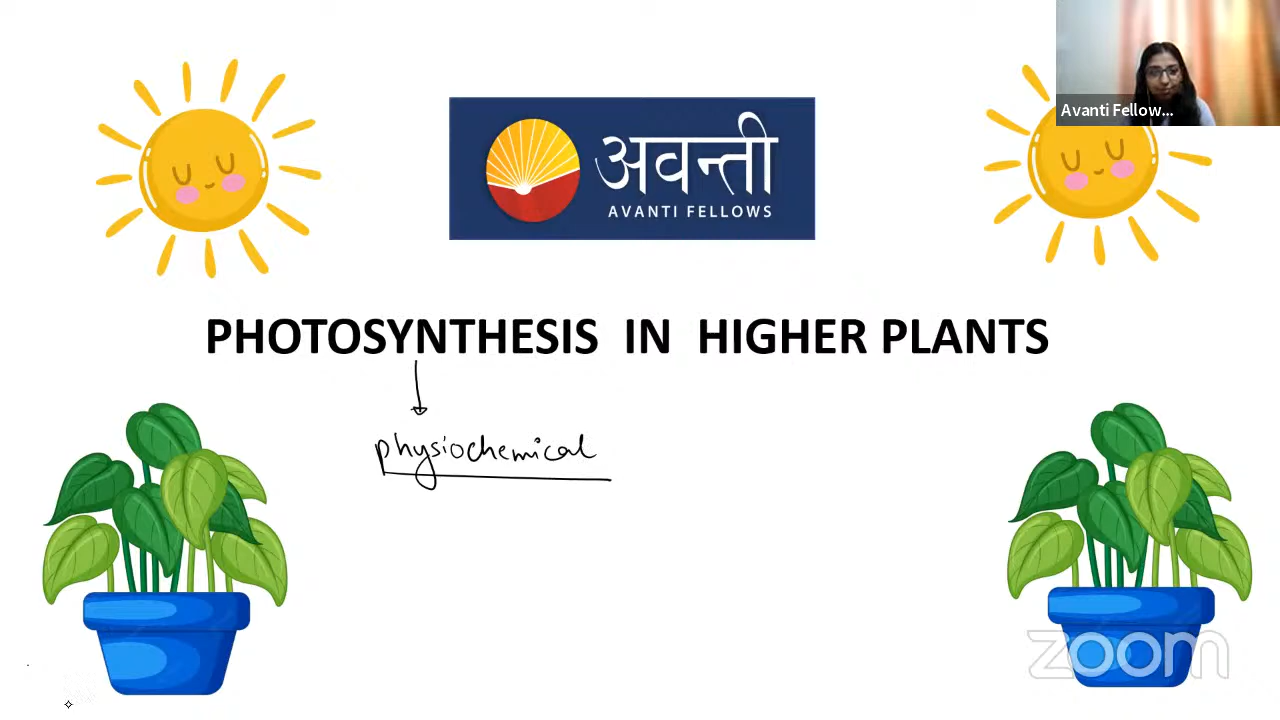 अवन्ती
AVANTI FELLOWS
Avanti Fellow...
PHOTOSYNTHESIS IN HIGHER PLANTS
physiochemical
zoom